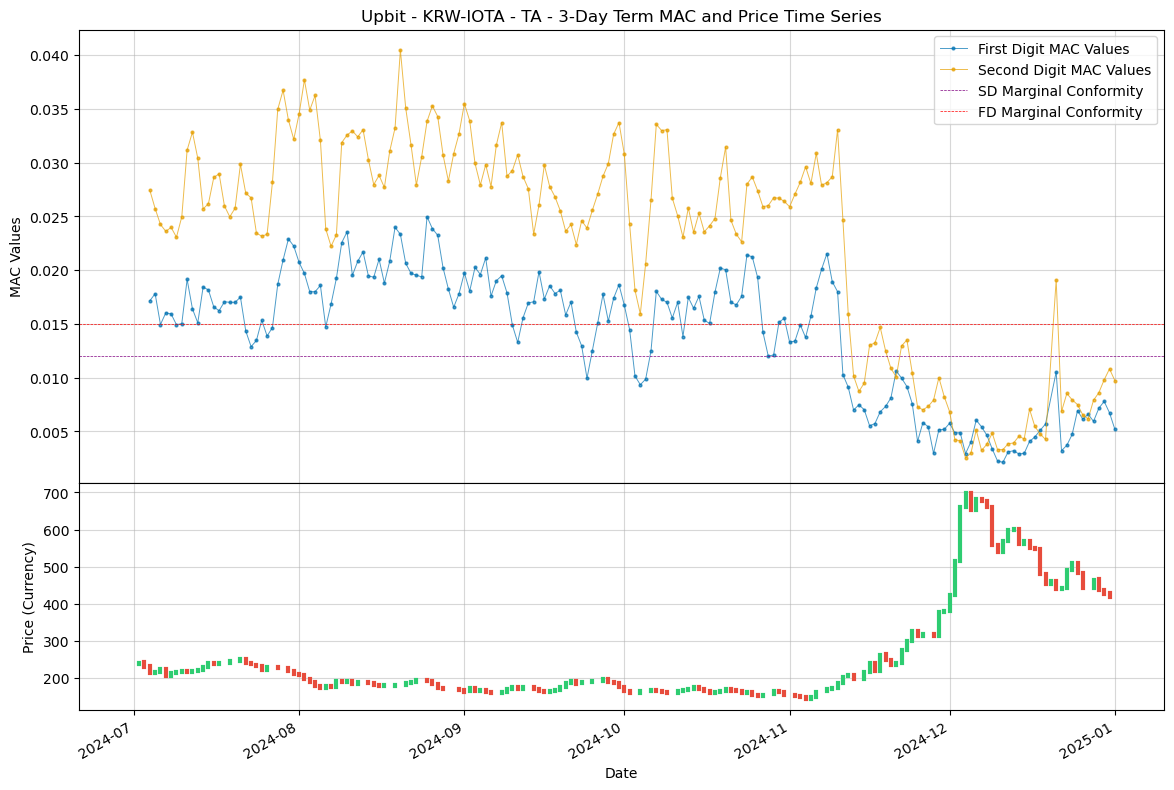 Upbit - KRW-IOTA - TA - 3-Day Term MAC and Price Time Series
First Digit MAC Values
Second Digit MAC Values
SD Marginal Conformity
FD Marginal Conformity
MAC Values
0.040
0.035
0.030
0.025
0.020
0.015
0.010
0.005
Price (Currency)
700
600
500
400
300
200
2024-07
2024-08
2024-09
2024-10
2024-11
2024-12
2025-01
Date